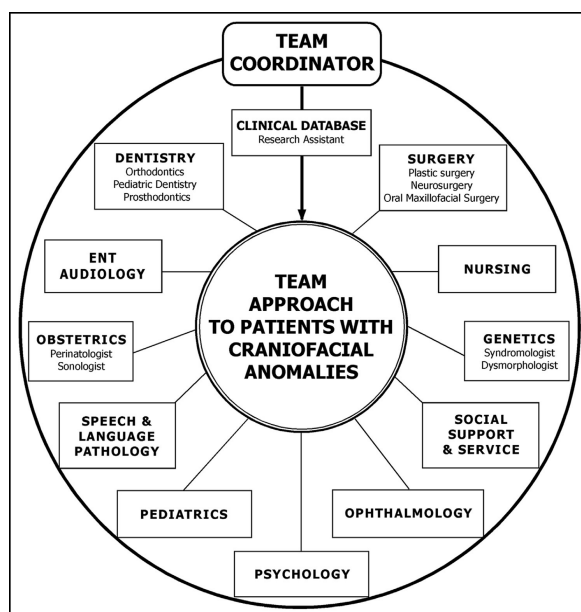 TEAM
COORDINATOR
CLINICAL DATABASE
Research Assistant
DENTISTRY
Orthodontics
Pediatric Dentistry
Prosthodontics
SURGERY
Plastic surgery
Neurosurgery
Oral Maxillofacial Surgery
ENT
AUDIOLOGY
NURSING
TEAM
APPROACH
TO PATIENTS WITH
CRANIOFACIAL
ANOMALIES
OBSTETRICS
Perinatologist
Sonologist
GENETICS
Syndromologist
Dysmorphologist
SPEECH &
LANGUAGE
PATHOLOGY
SOCIAL
SUPPORT
& SERVICE
PEDIATRICS
OPHTHALMOLOGY
PSYCHOLOGY